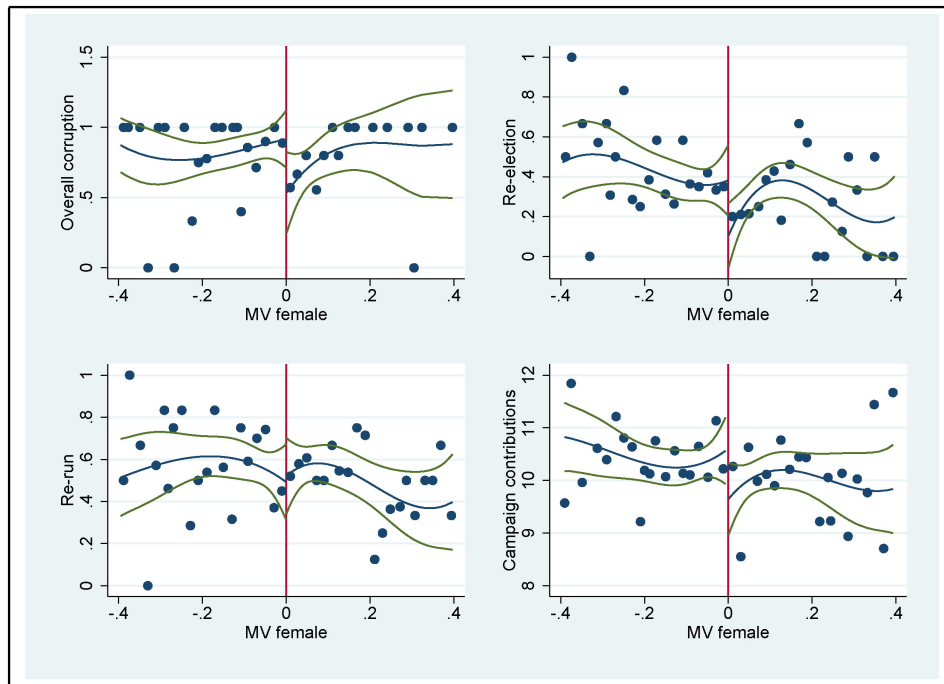 Overall corruption
1.5
1
.5
0
-.4 -.2 0 .2 .4
MV female
Re-election
1
.8
.6
.4
.2
0
-.4 -.2 0 .2 .4
MV female
Re-run
1
.8
.6
.4
.2
0
-.4 -.2 0 .2 .4
MV female
Campaign contributions
12
11
10
9
8
-.4 -.2 0 .2 .4
MV female